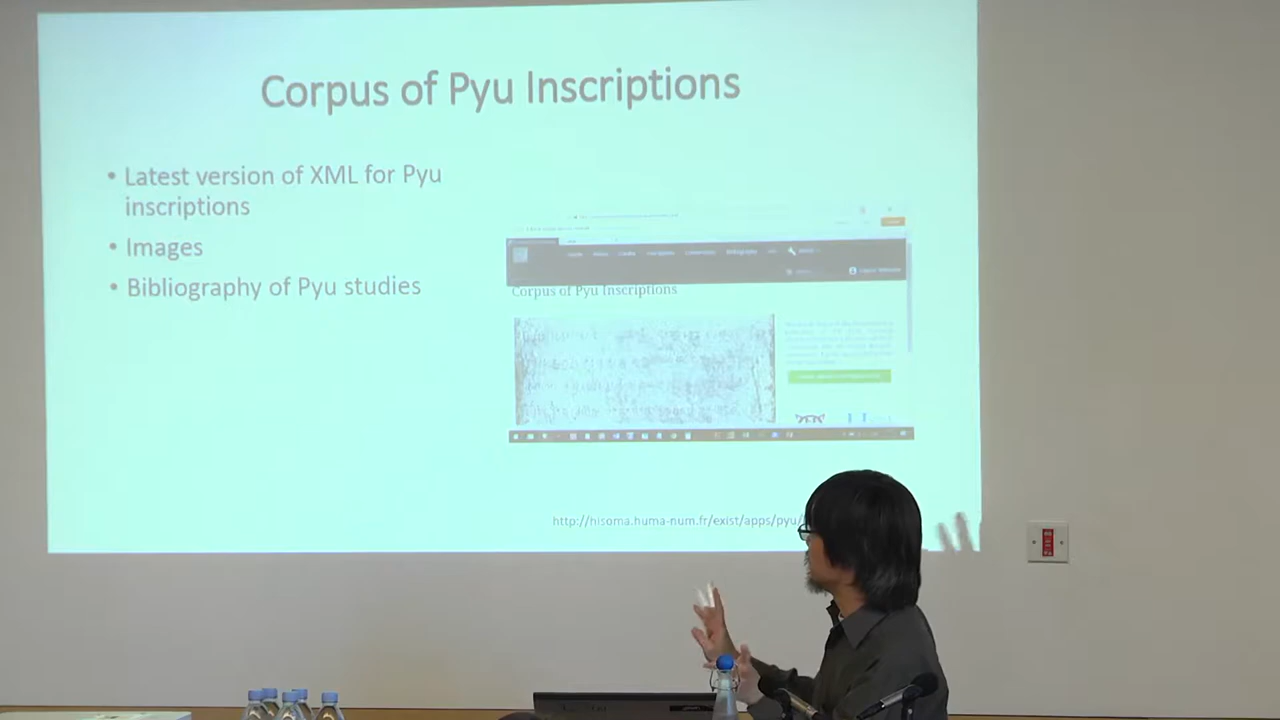 Corpus of Pyu Inscriptions
• Latest version of XML for Pyu
inscriptions
• Images
• Bibliography of Pyu studies
Corpus of Pyu Inscriptions
http://hisoma.huma-num.fr/exist/apps/pyu/